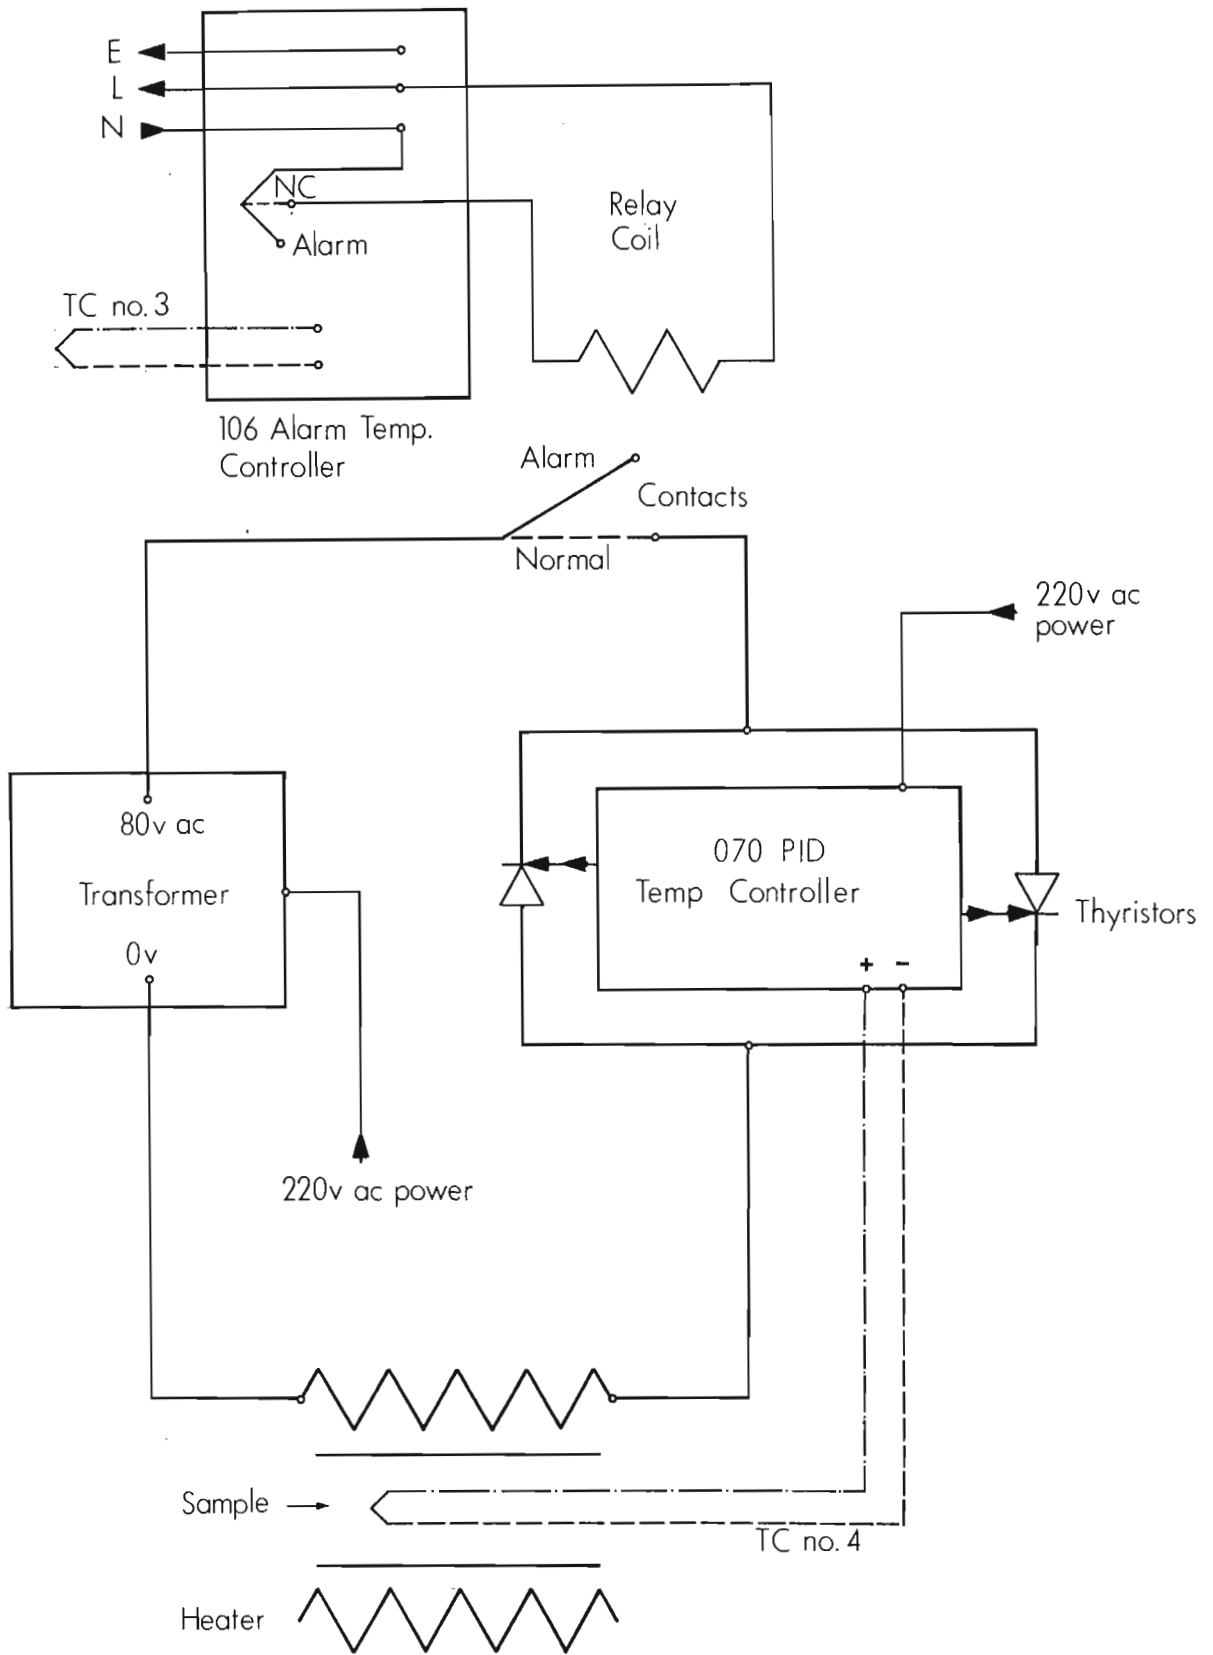 E
L
N
NC
Alarm
Relay
Coil
TC no. 3
106 Alarm Temp.
Controller
Alarm
Contacts
Normal
220v ac
power
80v ac
Transformer
0v
070 PID
Temp Controller
+ -
Thyristors
220v ac power
Sample
TC no. 4
Heater